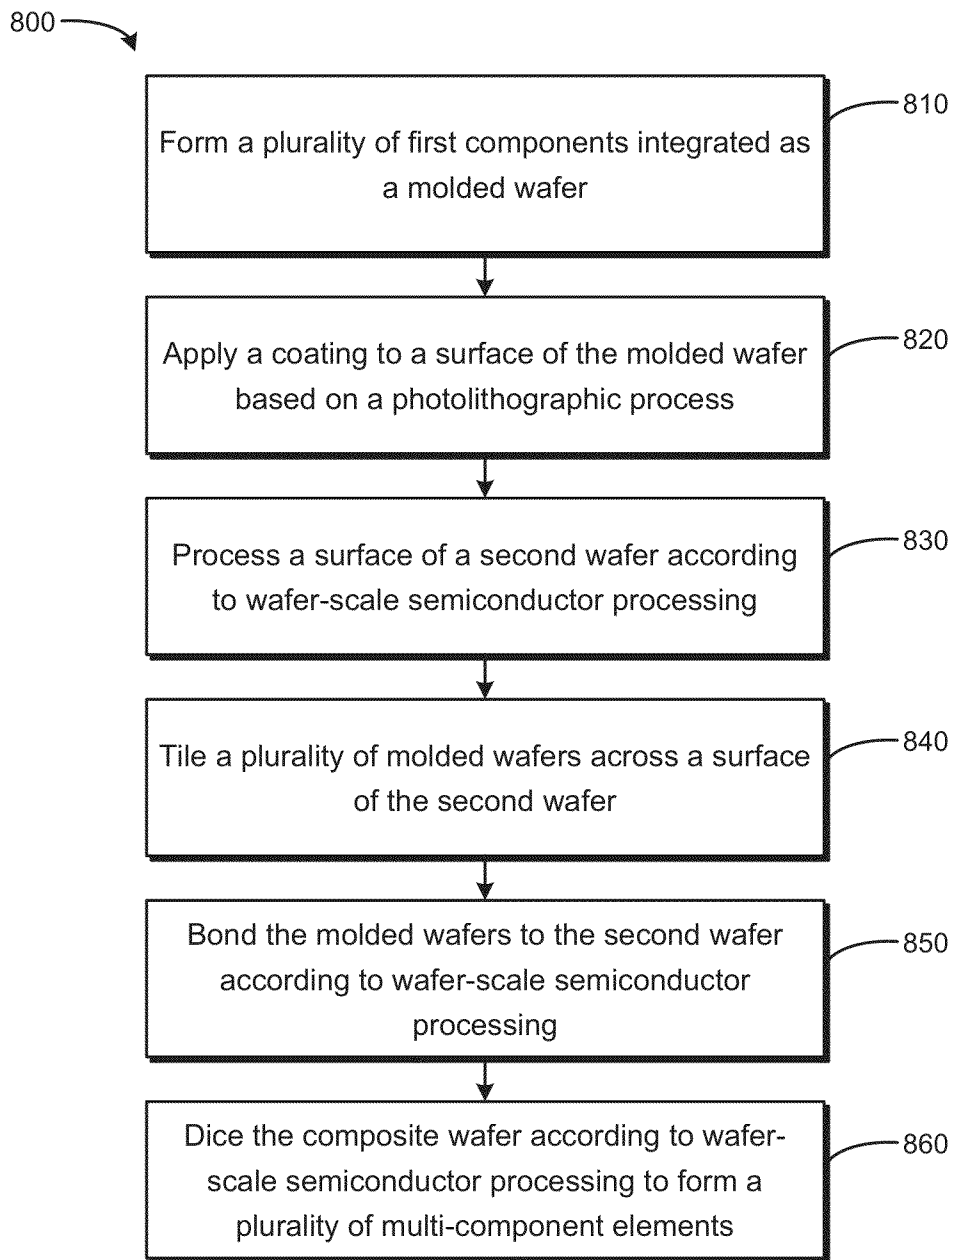 800
810
Form a plurality of first components integrated as
a molded wafer
820
Apply a coating to a surface of the molded wafer
based on a photolithographic process
830
Process a surface of a second wafer according
to wafer-scale semiconductor processing
840
Tile a plurality of molded wafers across a surface
of the second wafer
850
Bond the molded wafers to the second wafer
according to wafer-scale semiconductor
processing
860
Dice the composite wafer according to wafer-
scale semiconductor processing to form a
plurality of multi-component elements